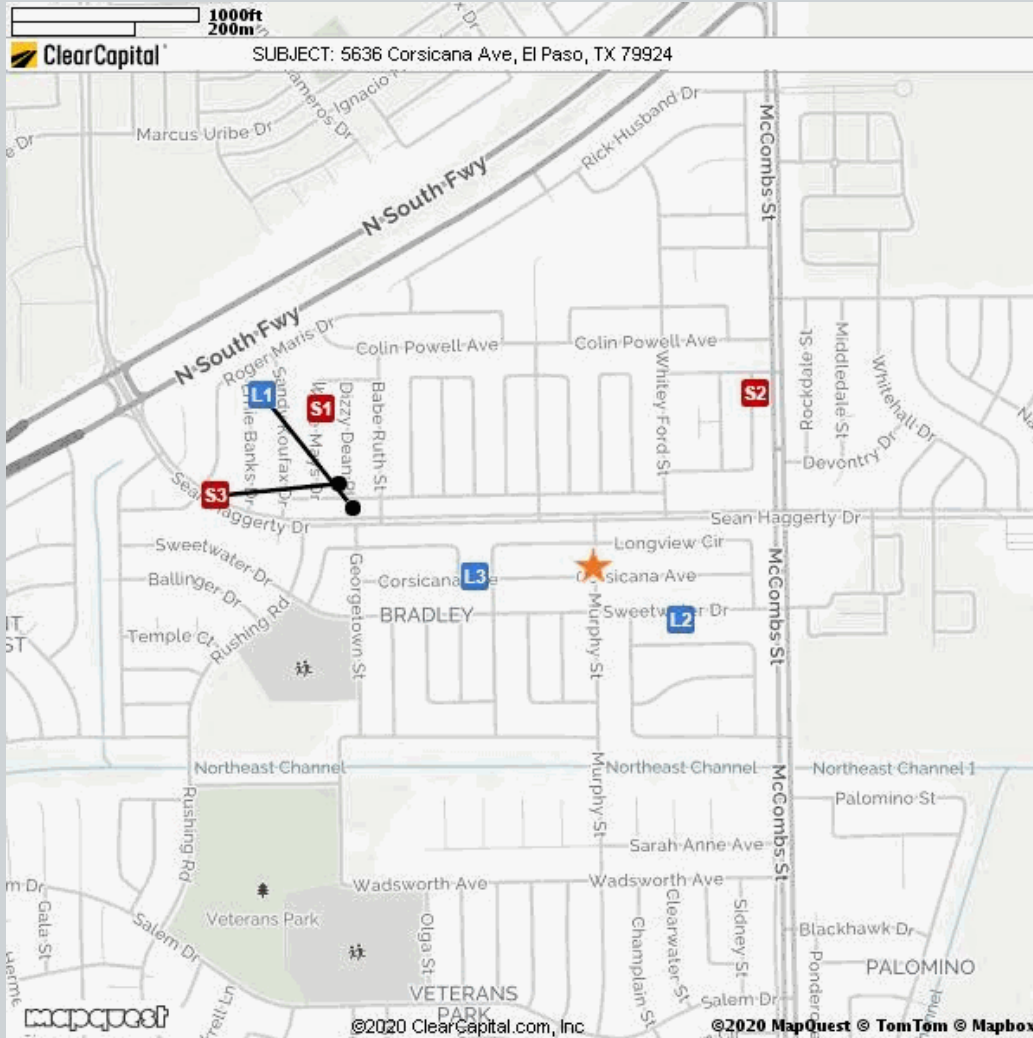 1000ft
200m
ClearCapital
SUBJECT: 5636 Corsicana Ave, El Paso, TX 79924
Marcus Uribe Dr
Ignacio
Rick Husband Dr
McCombs St
N South Fwy
N South Fwy
Roger Maris Dr
Colin Powell Ave
Colin Powell Ave
L1
S1
S2
S3
Dizzy Dean
Babe Ruth St
Whitey Ford St
Rockdale St
Middledale St
Whitehall Dr
Devontry Dr
Haggerty Dr
Sean Haggerty Dr
Longview Cir
Sweetwater Dr
Ballinger Dr
Corsicana
L3
Ave
BRADLEY
Sweetwater Dr
L2
Temple Ct
Rushing Rd
Georgetown St
Murphy St
McCombs St
Northeast Channel
Northeast Channel
Northeast Channel 1
Murphy St
McCombs St
Palomino St
Rushing Rd
Sarah Anne Ave
Wadsworth Ave
Wadsworth Ave
Veterans Park
Gala St
Salem Dr
Olga St
Champlain St
Clearwater St
Sidney St
Blackhawk Dr
PALOMINO
VETERANS
PARK
Salem Dr
mapquest
©2020 ClearCapital.com, Inc
©2020 MapQuest © TomTom © Mapbox